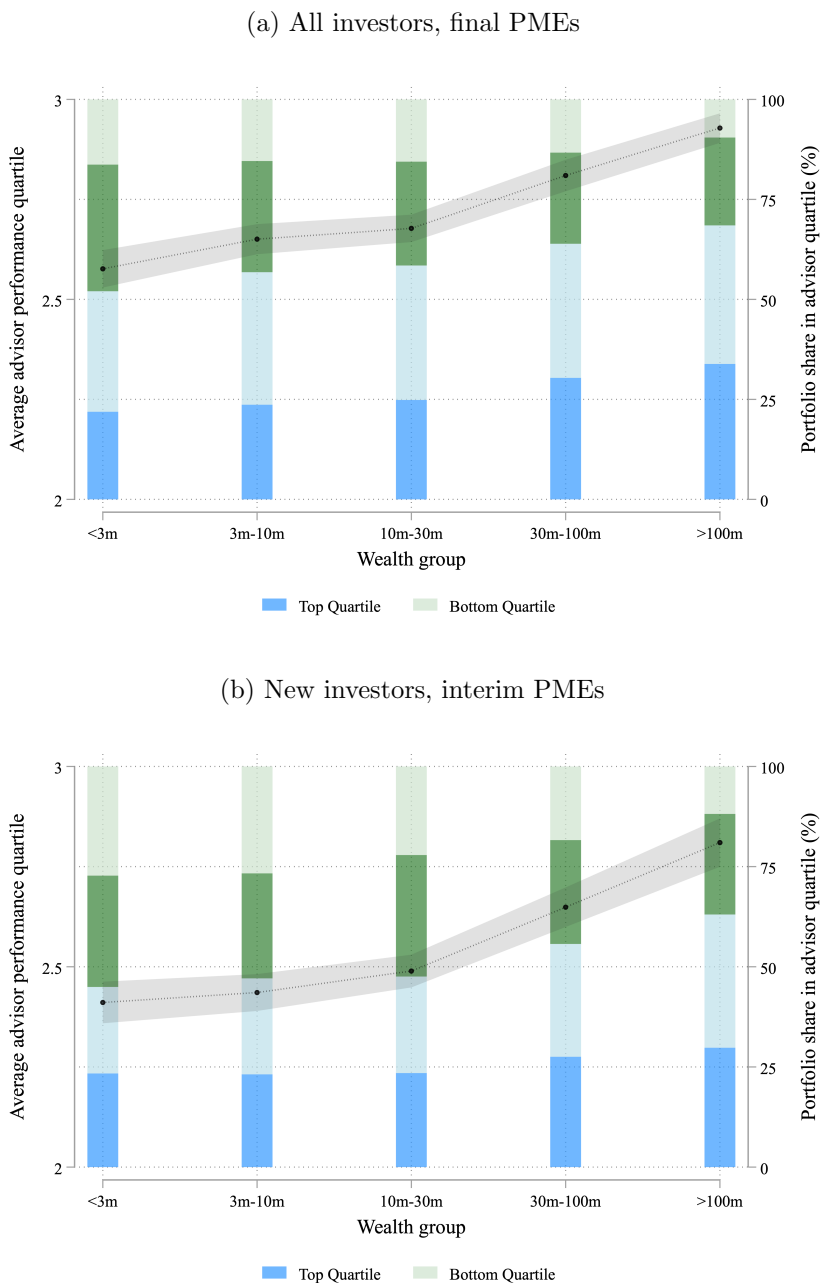 (a) All investors, final PMEs
Average advisor performance quartile
Portfolio share in advisor quartile (%)
3
2.5
2
100
75
50
25
0
<3m
3m-10m
10m-30m
30m-100m
>100m
Wealth group
Top Quartile
Bottom Quartile
(b) New investors, interim PMEs
Average advisor performance quartile
Portfolio share in advisor quartile (%)
3
2.5
2
100
75
50
25
0
<3m
3m-10m
10m-30m
30m-100m
>100m
Wealth group
Top Quartile
Bottom Quartile